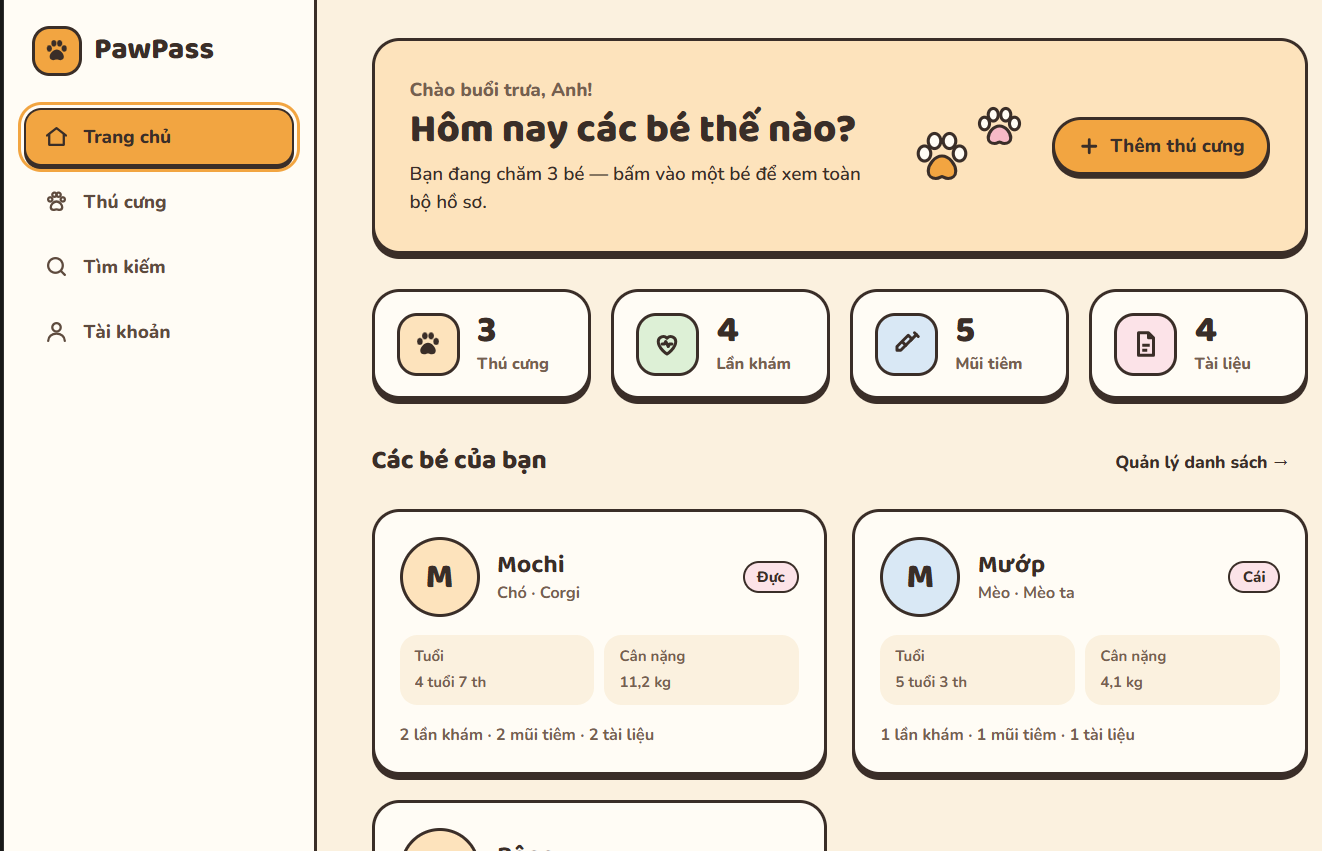 PawPass
Trang chủ
Thú cưng
Tìm kiếm
Tài khoản
Chào buổi trưa, Anh!
Hôm nay các bé thế nào?
Bạn đang chăm 3 bé — bấm vào một bé để xem toàn
bộ hồ sơ.
+ Thêm thú cưng
3
Thú cưng
4
Lần khám
5
Mũi tiêm
4
Tài liệu
Các bé của bạn
Quản lý danh sách →
M
Mochi
Chó · Corgi
Đực
Tuổi
4 tuổi 7 th
Cân nặng
11,2 kg
2 lần khám · 2 mũi tiêm · 2 tài liệu
M
Mướp
Mèo · Mèo ta
Cái
Tuổi
5 tuổi 3 th
Cân nặng
4,1 kg
1 lần khám · 1 mũi tiêm · 1 tài liệu